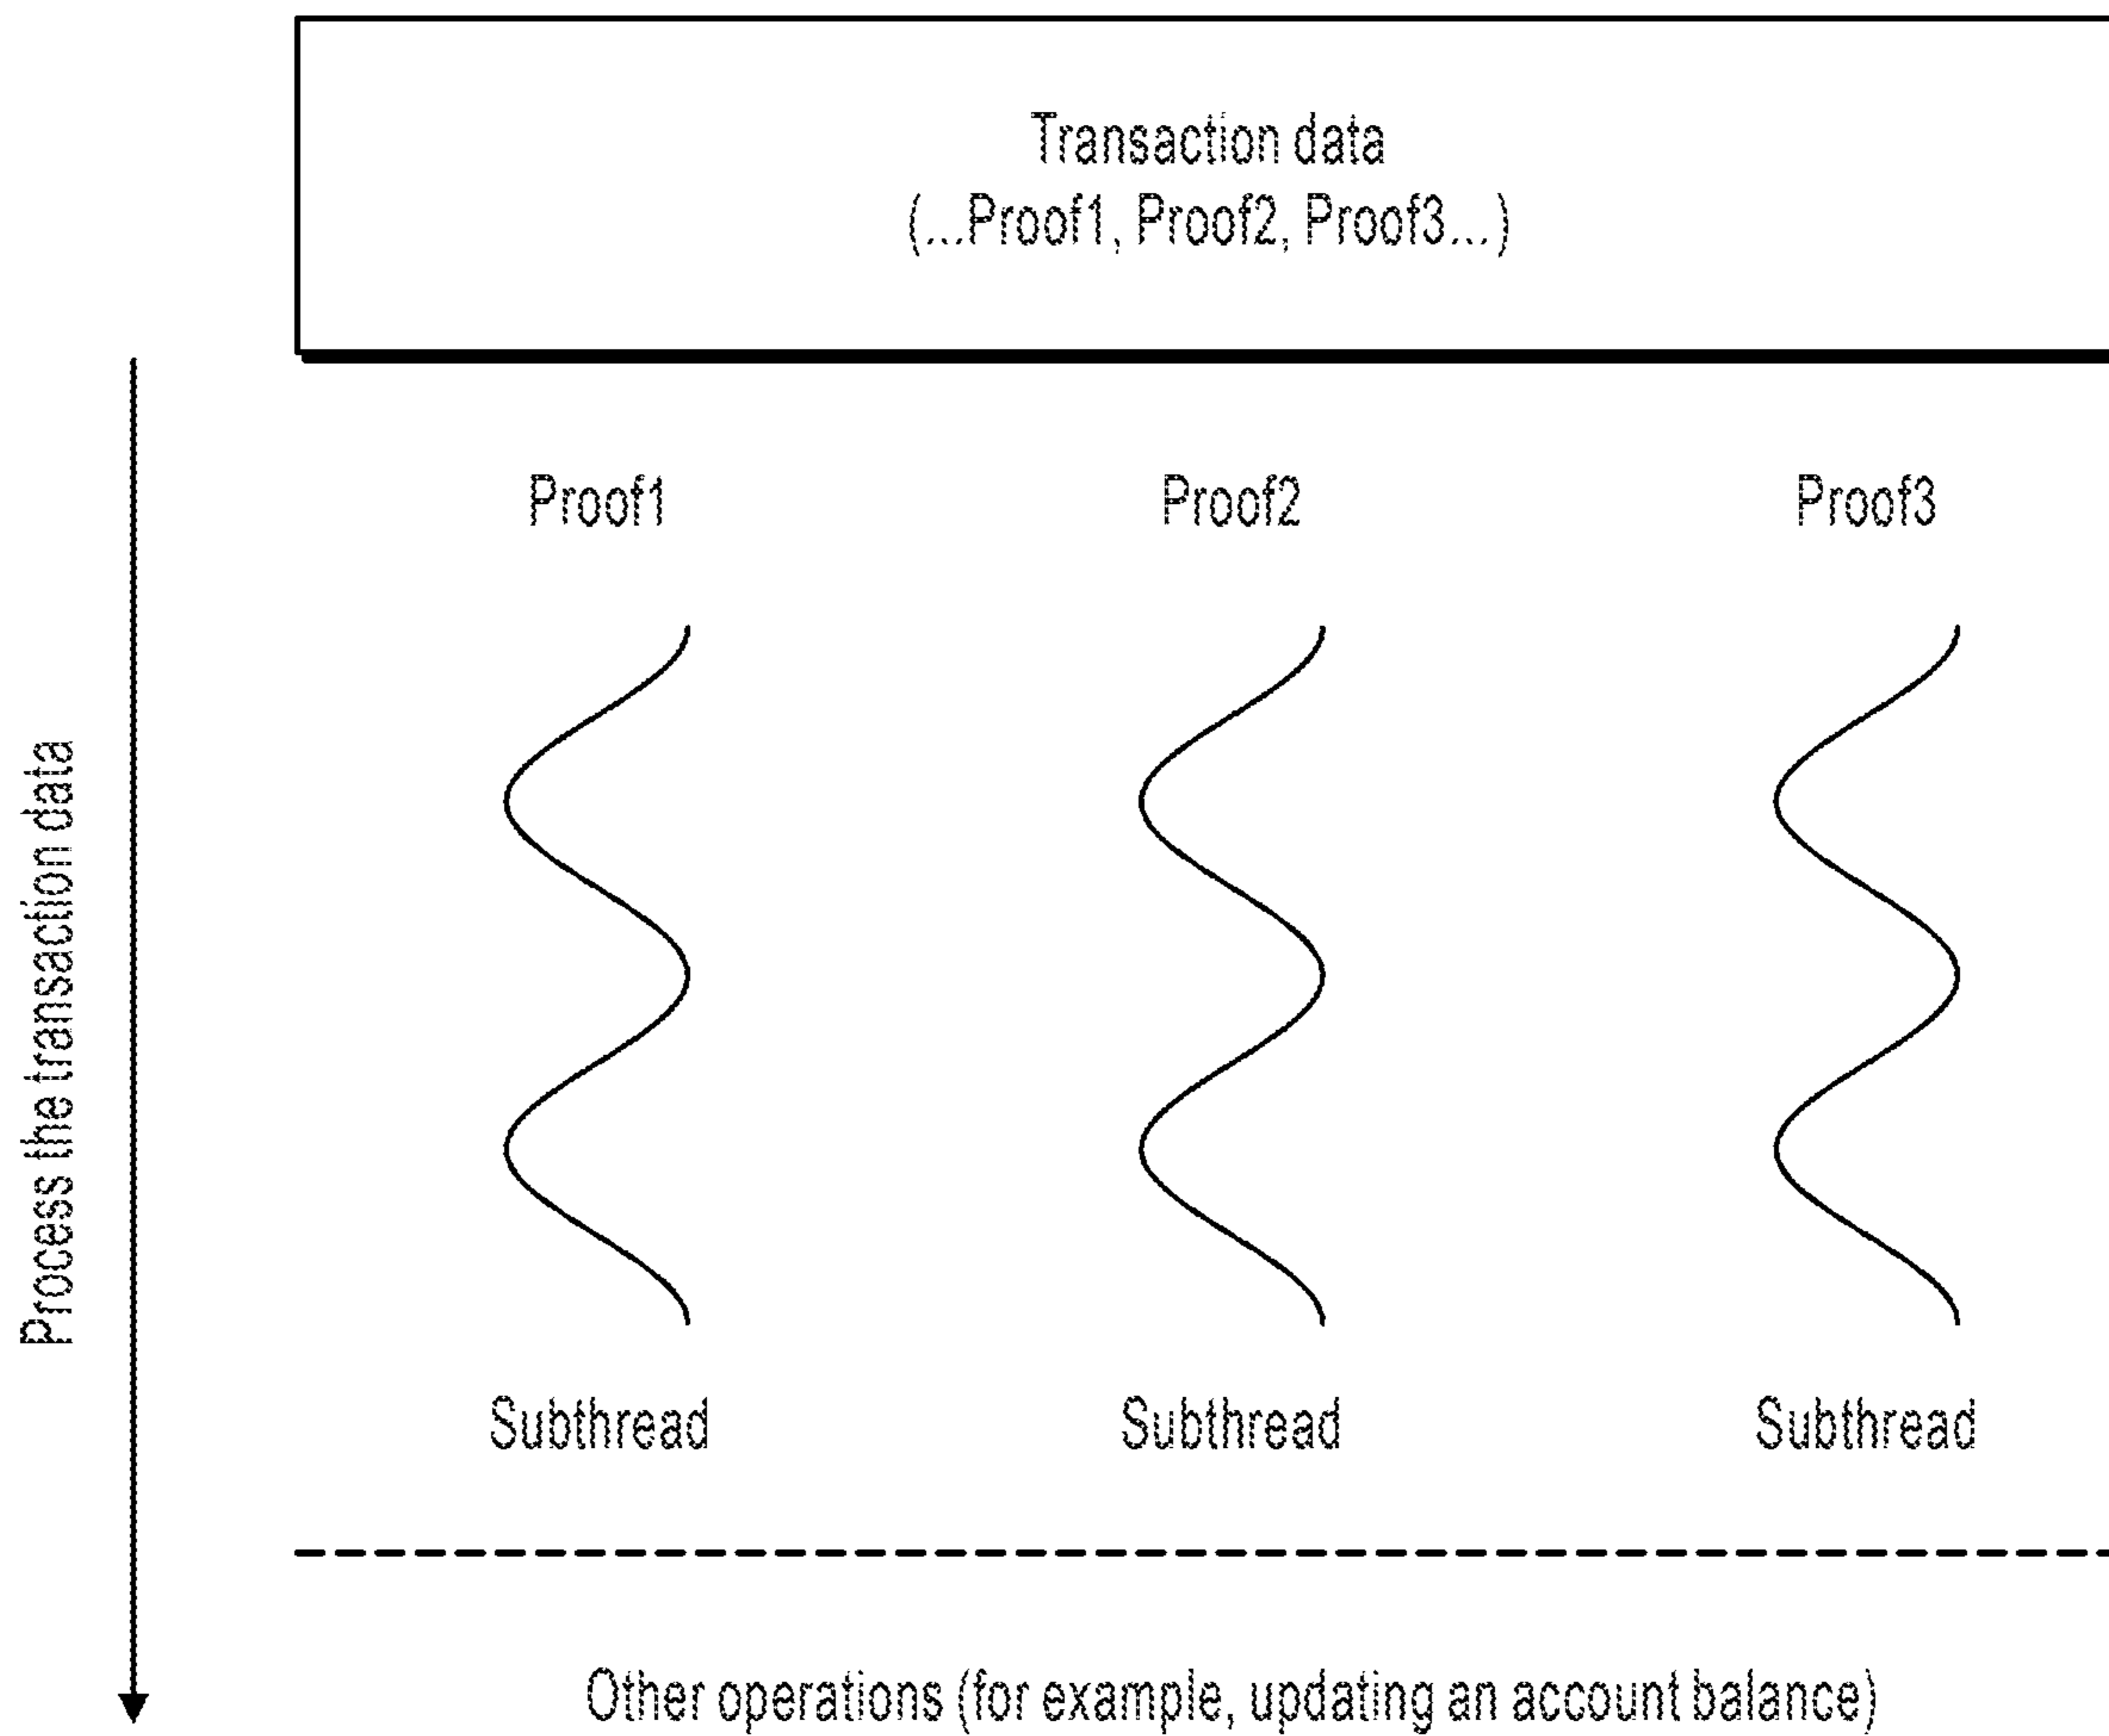 Transaction data
(...Proof1, Proof2, Proof3...)
Process the transaction data
Proof1
Proof2
Proof3
Subthread
Subthread
Subthread
Other operations (for example, updating an account balance)